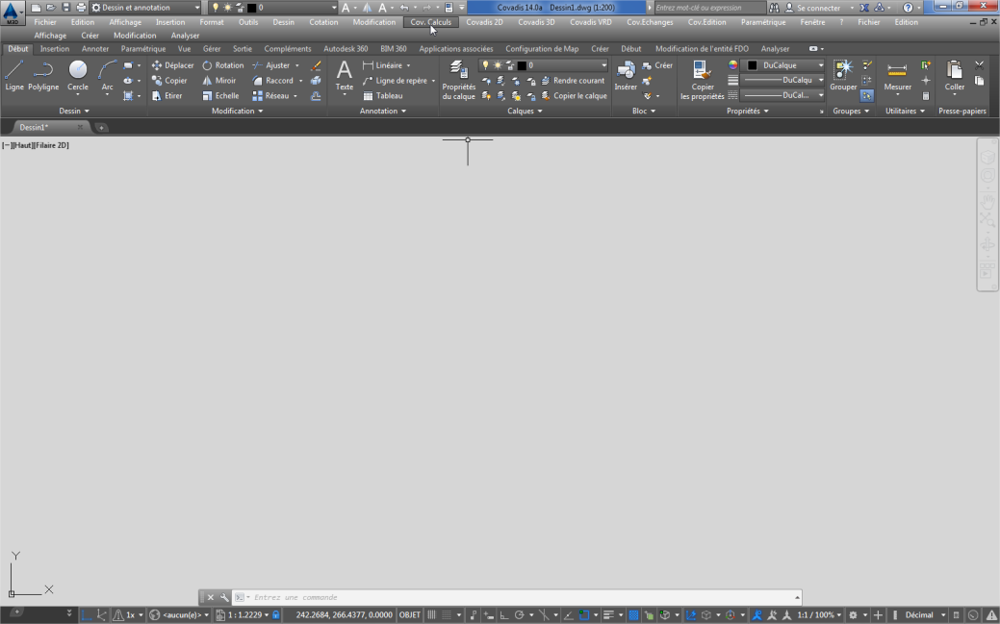 Dessin et annotation 0 Covadis 14.0a Dessin1.dwg (1:200) Entrez mot-clé ou expression Se connecter
Fichier Edition Affichage Insertion Format Outils Dessin Cotation Modification Cov. Calculs Covadis 2D Covadis 3D Covadis VRD Cov.Echanges Cov.Edition Paramétrique Fenêtre ? Fichier Edition
Affichage Créer Modification Analyser
Début Insertion Annoter Paramétrique Vue Gérer Sortie Compléments Autodesk 360 BIM 360 Applications associées Configuration de Map Créer Début Modification de l'entité FDO Analyser
Déplacer Rotation Ajuster Linéaire 0 Créer DuCalque
Copier Miroir Raccord Ligne de repère Rendre courant DuCalqu
Ligne Polyligne Cercle Arc Texte Propriétés du calque Insérer Copier les propriétés Grouper Mesurer Coller
Etirer Echelle Réseau Tableau Copier le calque DuCal...
Dessin Modification Annotation Calques Bloc Propriétés Groupes Utilitaires Presse-papiers
Dessin1*
[−][Haut][Filaire 2D]
Y
X
Entrez une commande
1x <aucun(e)> 1 : 1.2229 242.2684, 266.4377, 0.0000 OBJET 1:1 / 100% Décimal